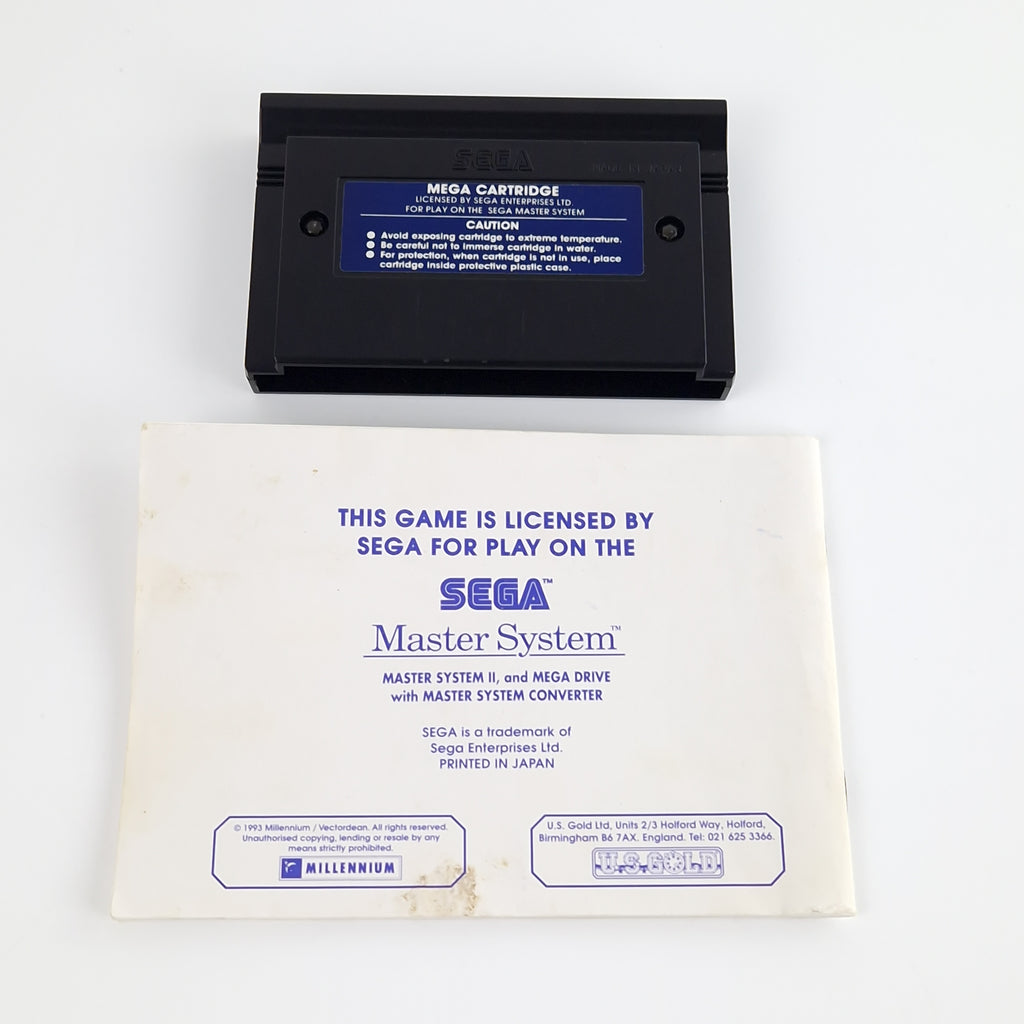 SEGA
MADE IN JAPAN
MEGA CARTRIDGE
LICENSED BY SEGA ENTERPRISES LTD.
FOR PLAY ON THE SEGA MASTER SYSTEM
CAUTION
● Avoid exposing cartridge to extreme temperature.
● Be careful not to immerse cartridge in water.
● For protection, when cartridge is not in use, place
cartridge inside protective plastic case.
THIS GAME IS LICENSED BY
SEGA FOR PLAY ON THE
SEGA™
Master System™
MASTER SYSTEM II, and MEGA DRIVE
with MASTER SYSTEM CONVERTER
SEGA is a trademark of
Sega Enterprises Ltd.
PRINTED IN JAPAN
© 1993 Millennium / Vectordean. All rights reserved.
Unauthorised copying, lending or resale by any
means strictly prohibited.
MILLENNIUM
U.S. Gold Ltd, Units 2/3 Holford Way, Holford,
Birmingham B6 7AX. England. Tel: 021 625 3366.
U.S. GOLD